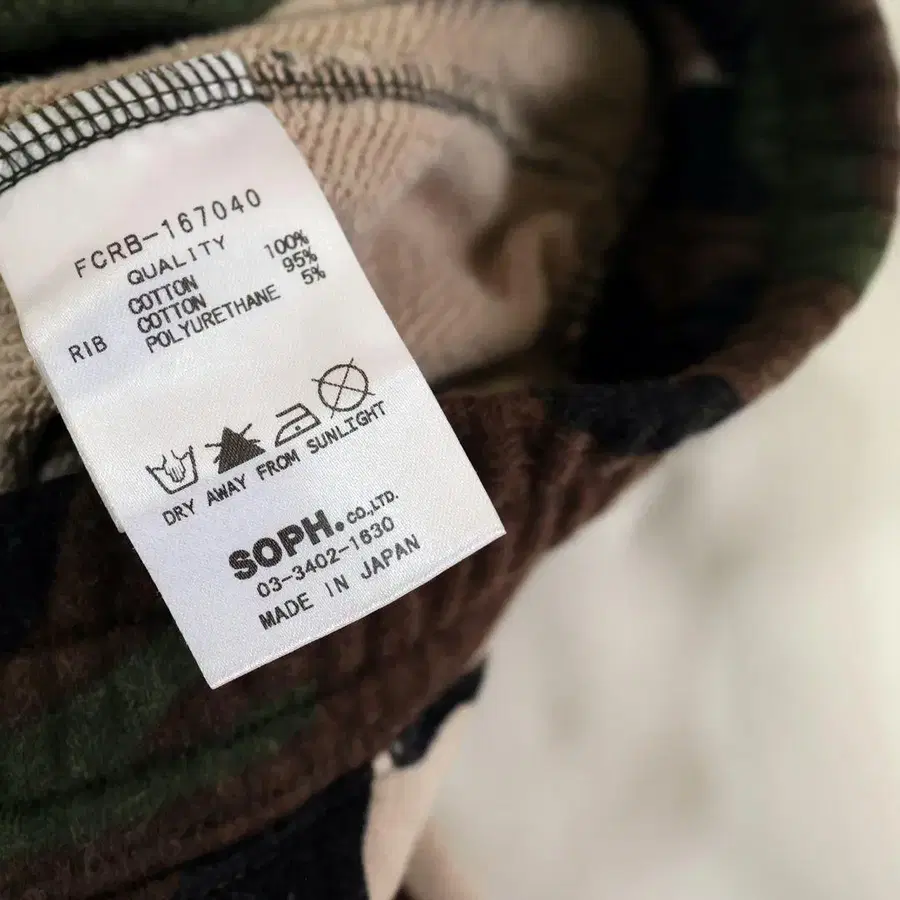 FCRB-167040
QUALITY
COTTON 100%
COTTON 95%
RIB POLYURETHANE 5%
DRY AWAY FROM SUNLIGHT
SOPH. CO.,LTD.
03-3402-1630
MADE IN JAPAN